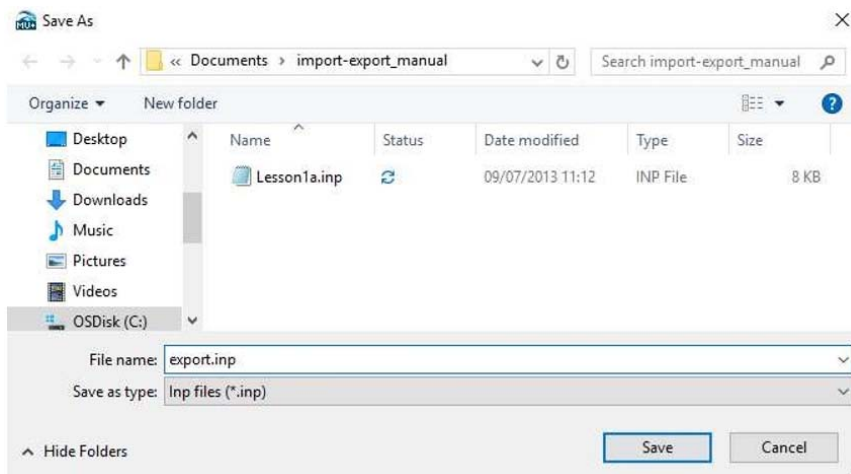 MU+ Save As
« Documents › import-export_manual Search import-export_manual
Organize New folder ?
Name Status Date modified Type Size
Desktop
Documents
Downloads
Music
Pictures
Videos
OSDisk (C:)
Lesson1a.inp 09/07/2013 11:12 INP File 8 KB
File name: export.inp
Save as type: Inp files (*.inp)
Hide Folders Save Cancel